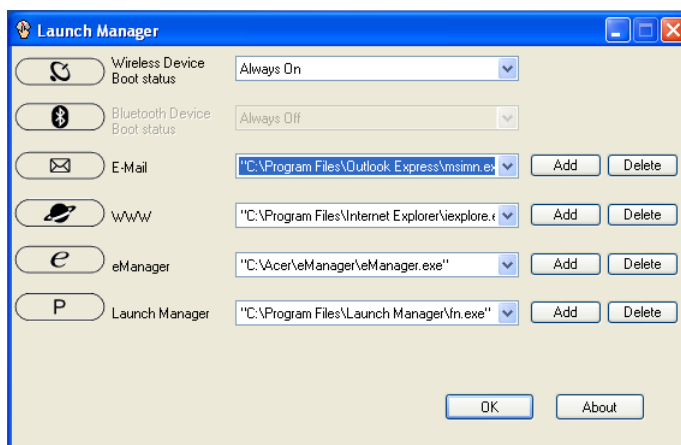 Launch Manager
Wireless Device
Boot status
Always On
Bluetooth Device
Boot status
Always Off
E-Mail
"C:\Program Files\Outlook Express\msimn.ex
Add
Delete
WWW
"C:\Program Files\Internet Explorer\iexplore.e
Add
Delete
e
eManager
"C:\Acer\eManager\eManager.exe"
Add
Delete
P
Launch Manager
"C:\Program Files\Launch Manager\fn.exe"
Add
Delete
OK
About